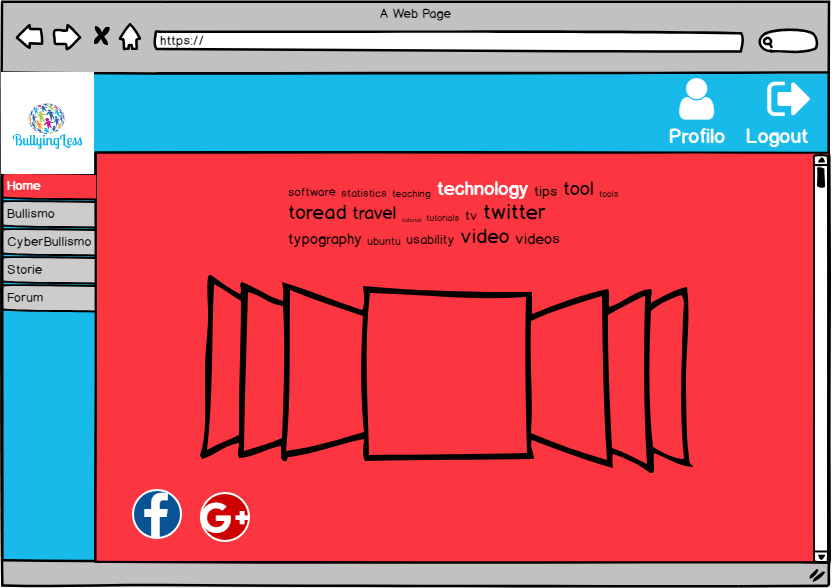 A Web Page
https://
BullyingLess
Profilo
Logout
Home
Bullismo
CyberBullismo
Storie
Forum
software statistics teaching technology tips tool tools
toread travel tutorial tutorials tv twitter
typography ubuntu usability video videos
f
G+